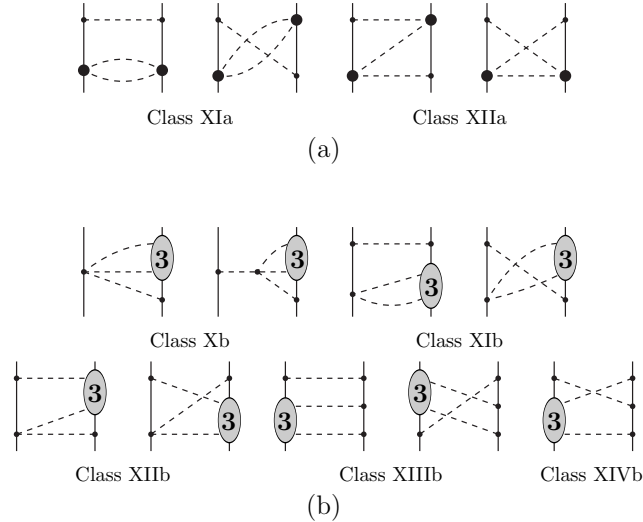 Class XIa Class XIIa
(a)
3 3 3 3
Class Xb Class XIb
3 3 3 3 3
Class XIIb Class XIIIb Class XIVb
(b)